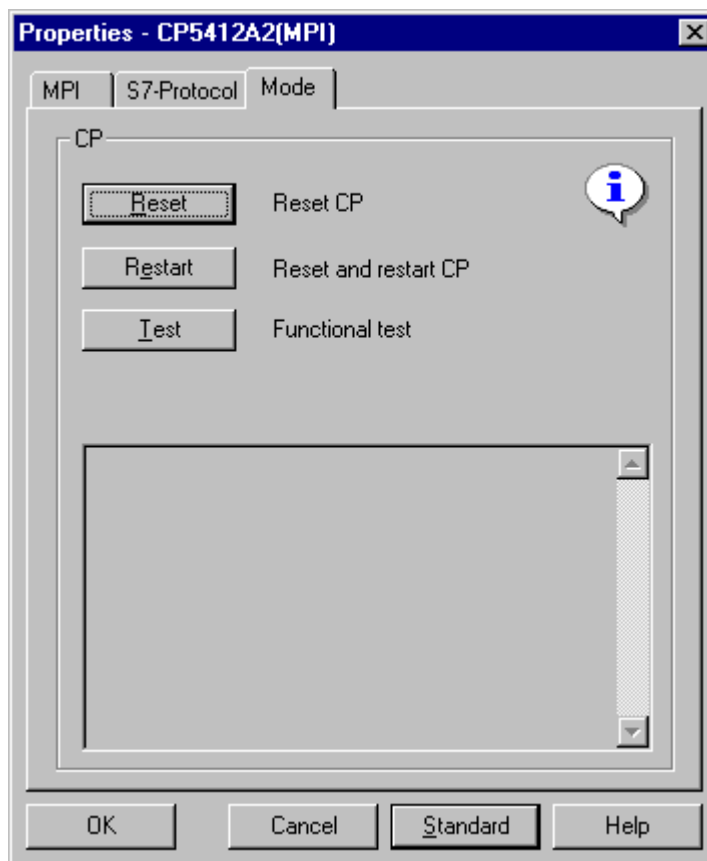 Properties - CP5412A2(MPI)
MPI S7-Protocol Mode
CP
Reset Reset CP
Restart Reset and restart CP
Test Functional test
OK Cancel Standard Help